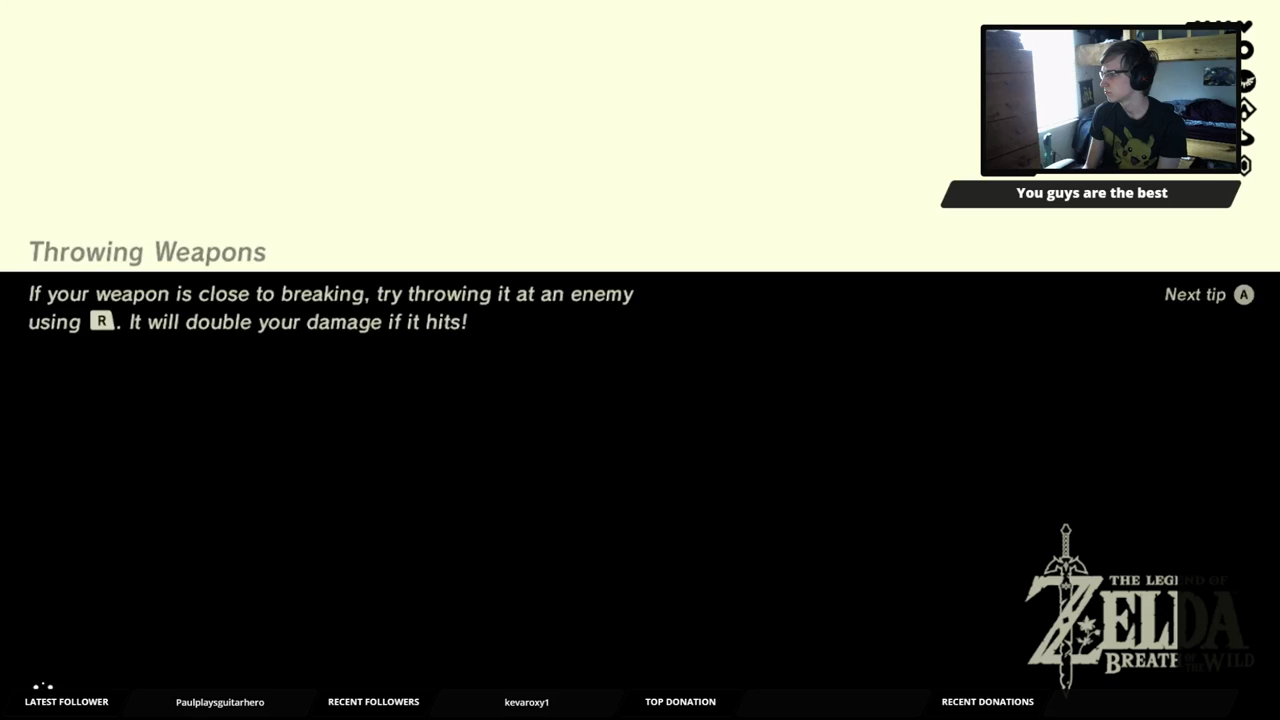 You guys are the best
Throwing Weapons
If your weapon is close to breaking, try throwing it at an enemy
using R. It will double your damage if it hits!
Next tip A
THE LEGEND OF
ZELDA
BREATH OF THE WILD
LATEST FOLLOWER Paulplaysguitarhero RECENT FOLLOWERS kevaroxy1 TOP DONATION RECENT DONATIONS